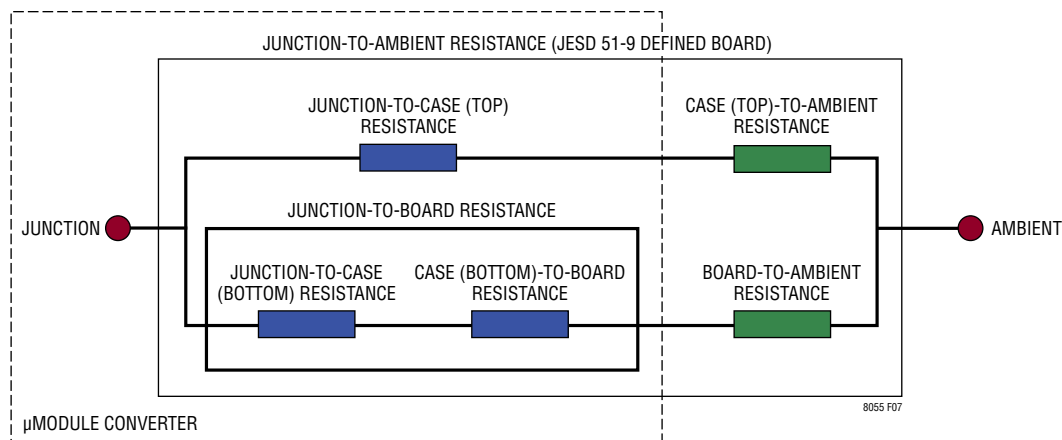 JUNCTION-TO-AMBIENT RESISTANCE (JESD 51-9 DEFINED BOARD)
JUNCTION-TO-CASE (TOP)
RESISTANCE
CASE (TOP)-TO-AMBIENT
RESISTANCE
JUNCTION
JUNCTION-TO-BOARD RESISTANCE
AMBIENT
JUNCTION-TO-CASE
(BOTTOM) RESISTANCE
CASE (BOTTOM)-TO-BOARD
RESISTANCE
BOARD-TO-AMBIENT
RESISTANCE
8055 F07
µMODULE CONVERTER